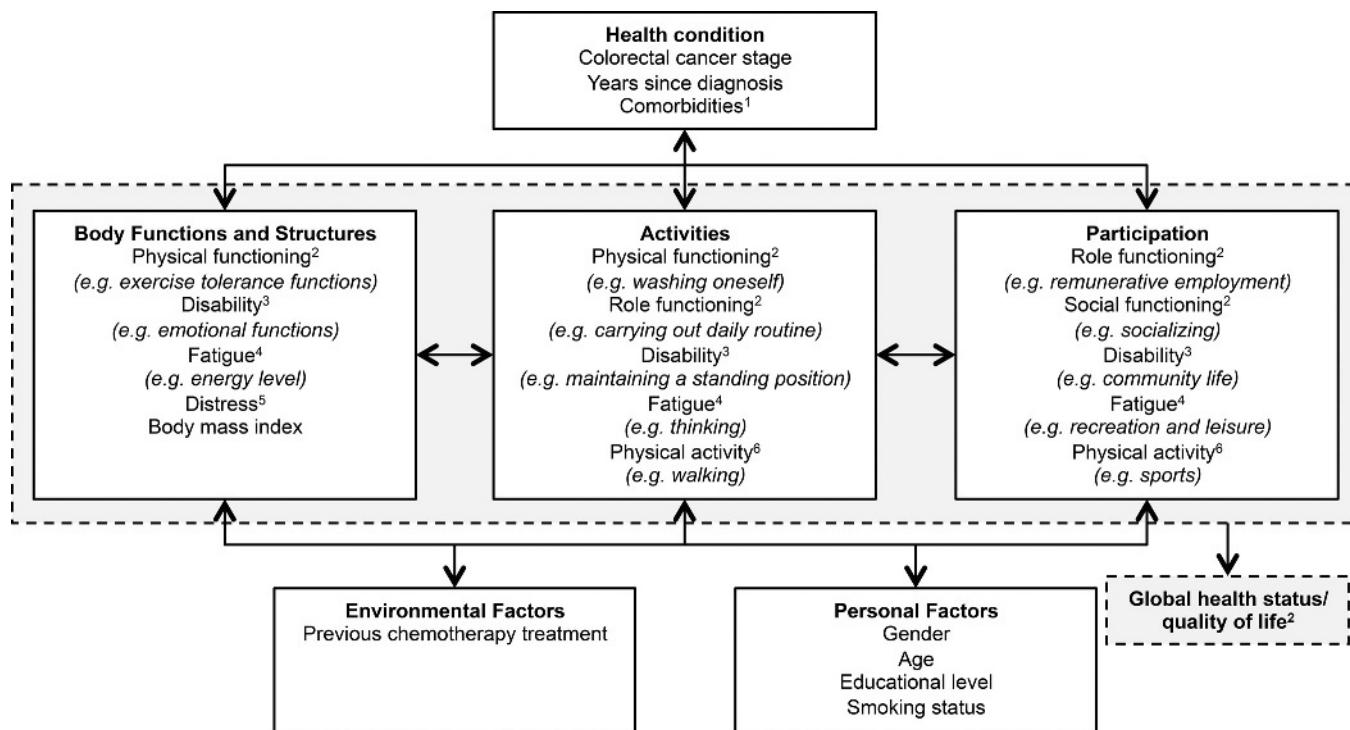 Health condition
Colorectal cancer stage
Years since diagnosis
Comorbidities¹
Body Functions and Structures
Physical functioning²
(e.g. exercise tolerance functions)
Disability³
(e.g. emotional functions)
Fatigue⁴
(e.g. energy level)
Distress⁵
Body mass index
Activities
Physical functioning²
(e.g. washing oneself)
Role functioning²
(e.g. carrying out daily routine)
Disability³
(e.g. maintaining a standing position)
Fatigue⁴
(e.g. thinking)
Physical activity⁶
(e.g. walking)
Participation
Role functioning²
(e.g. remunerative employment)
Social functioning²
(e.g. socializing)
Disability³
(e.g. community life)
Fatigue⁴
(e.g. recreation and leisure)
Physical activity⁶
(e.g. sports)
Environmental Factors
Previous chemotherapy treatment
Personal Factors
Gender
Age
Educational level
Smoking status
Global health status/
quality of life²